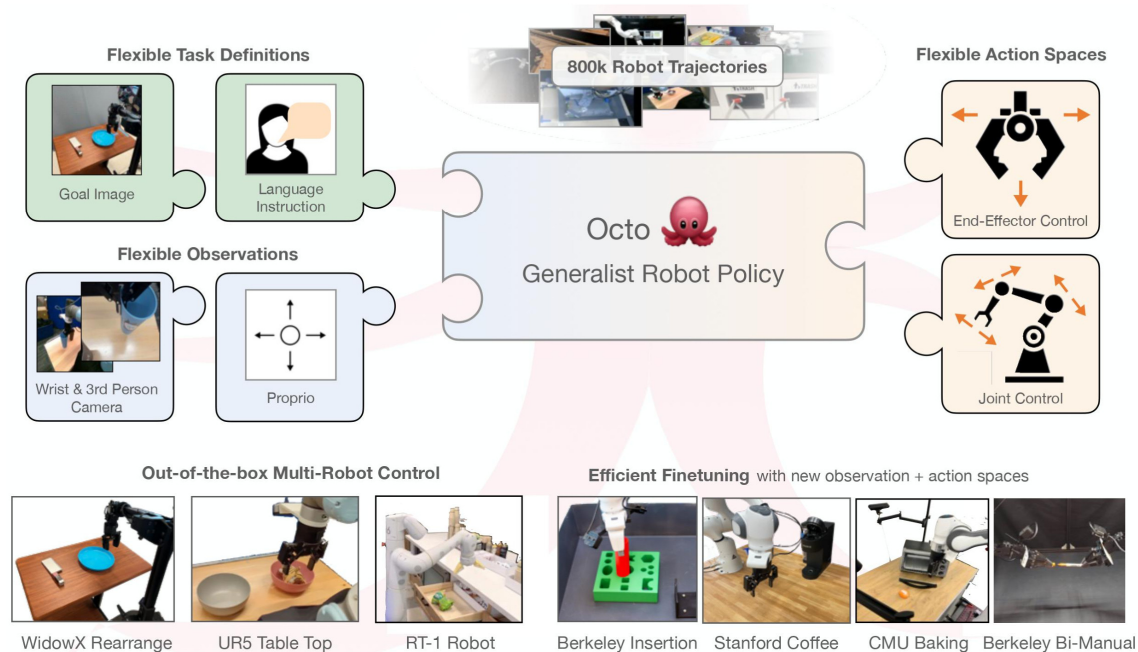 Flexible Task Definitions
Goal Image
Language
Instruction
Flexible Observations
Wrist & 3rd Person
Camera
Proprio
800k Robot Trajectories
Octo
Generalist Robot Policy
Flexible Action Spaces
End-Effector Control
Joint Control
Out-of-the-box Multi-Robot Control
WidowX Rearrange
UR5 Table Top
RT-1 Robot
Efficient Finetuning with new observation + action spaces
Berkeley Insertion
Stanford Coffee
CMU Baking
Berkeley Bi-Manual